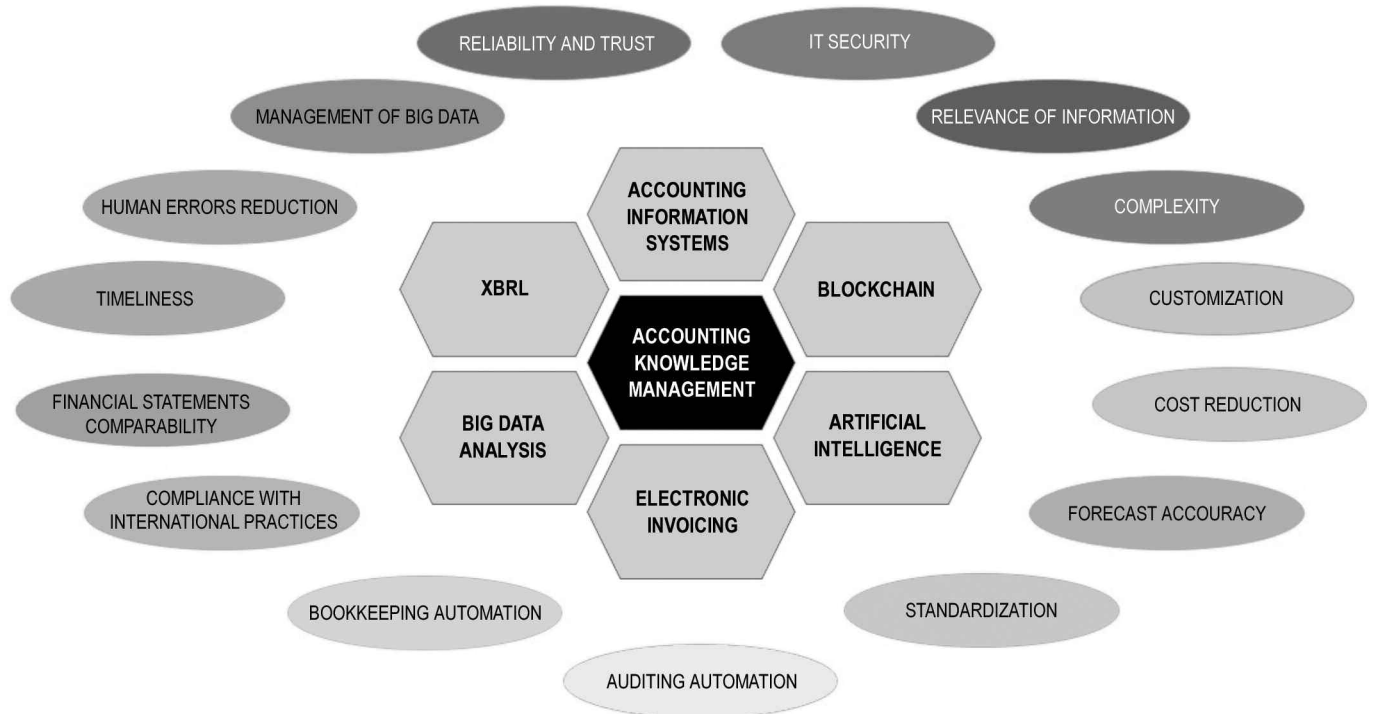 RELIABILITY AND TRUST
IT SECURITY
MANAGEMENT OF BIG DATA
RELEVANCE OF INFORMATION
HUMAN ERRORS REDUCTION
COMPLEXITY
TIMELINESS
CUSTOMIZATION
FINANCIAL STATEMENTS
COMPARABILITY
COST REDUCTION
COMPLIANCE WITH
INTERNATIONAL PRACTICES
FORECAST ACCOURACY
BOOKKEEPING AUTOMATION
STANDARDIZATION
AUDITING AUTOMATION
ACCOUNTING
INFORMATION
SYSTEMS
XBRL
BLOCKCHAIN
ACCOUNTING
KNOWLEDGE
MANAGEMENT
BIG DATA
ANALYSIS
ARTIFICIAL
INTELLIGENCE
ELECTRONIC
INVOICING